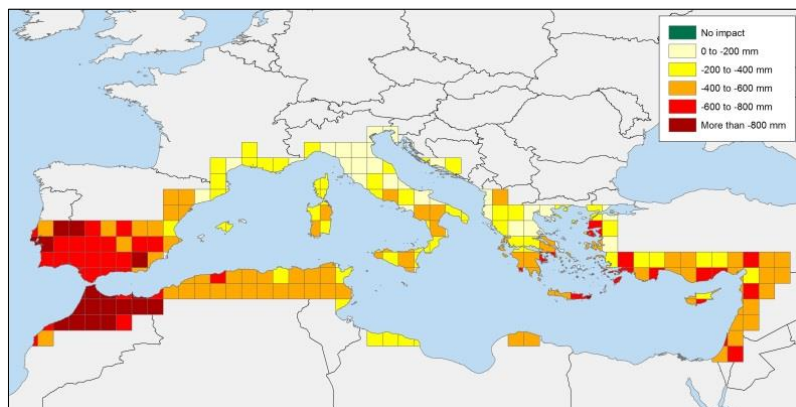 No impact
0 to -200 mm
-200 to -400 mm
-400 to -600 mm
-600 to -800 mm
More than -800 mm